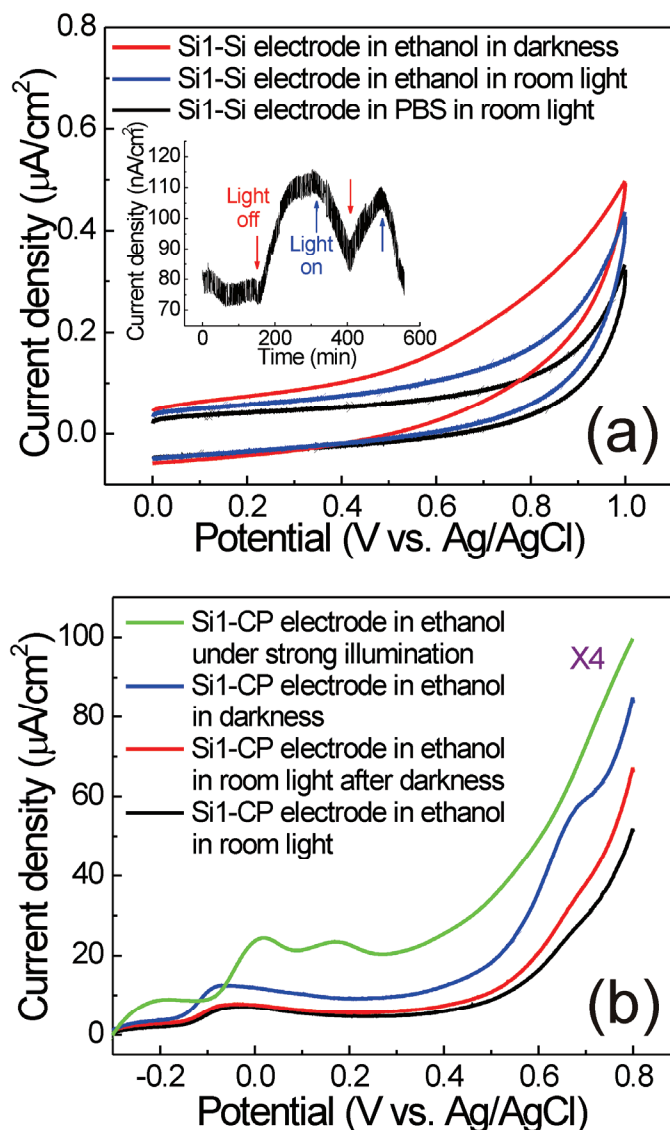 (a)
Si1-Si electrode in ethanol in darkness
Si1-Si electrode in ethanol in room light
Si1-Si electrode in PBS in room light
Current density (μA/cm²)
0.8
0.6
0.4
0.2
0.0
Current density (nA/cm²)
120
110
100
90
80
70
Light
off
Light
on
0 200 400 600
Time (min)
0.0 0.2 0.4 0.6 0.8 1.0
Potential (V vs. Ag/AgCl)
Si1-CP electrode in ethanol
under strong illumination
Si1-CP electrode in ethanol
in darkness
Si1-CP electrode in ethanol
in room light after darkness
Si1-CP electrode in ethanol
in room light
X4
(b)
Current density (μA/cm²)
100
80
60
40
20
0
-0.2 0.0 0.2 0.4 0.6 0.8
Potential (V vs. Ag/AgCl)